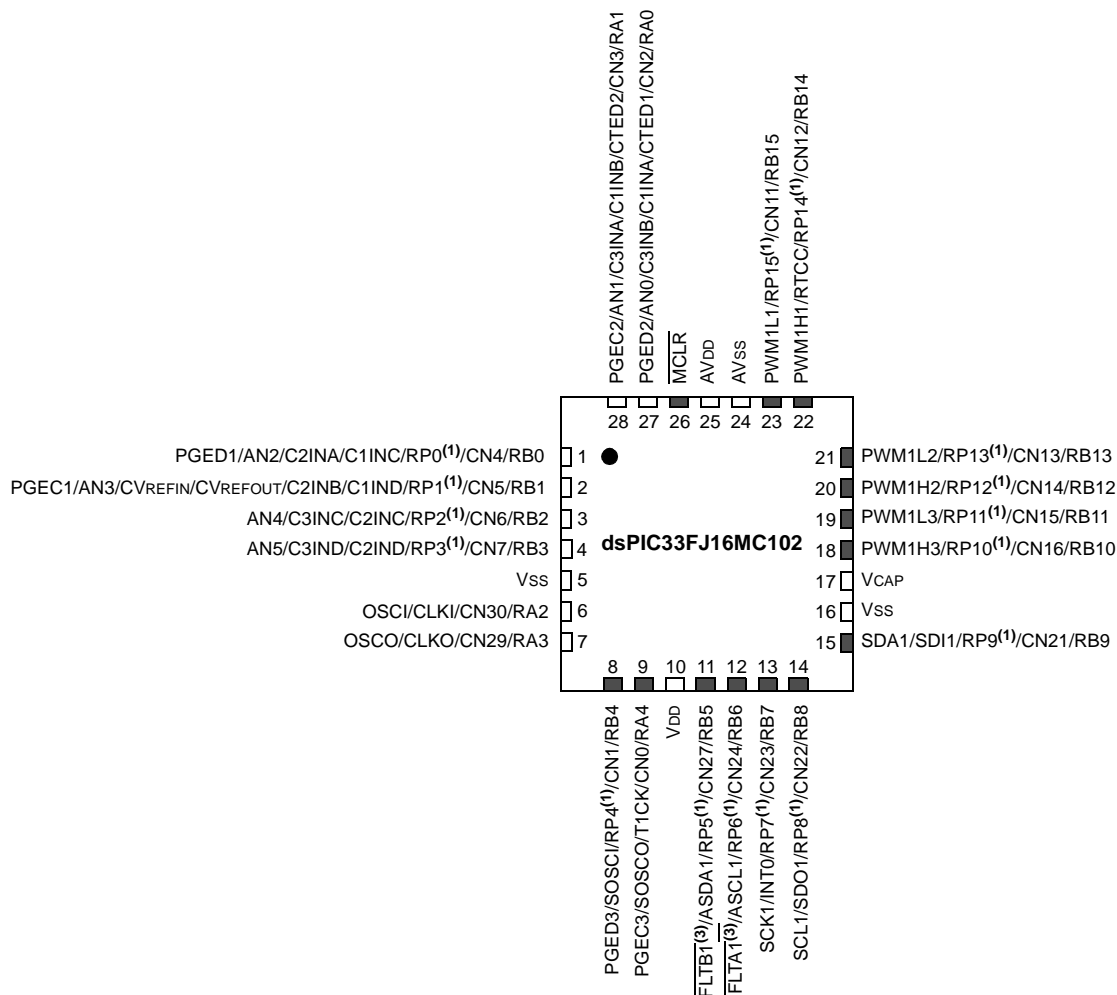 PGEC2/AN1/C3INA/C1INB/CTED2/CN3/RA1
PGED2/AN0/C3INB/C1INA/CTED1/CN2/RA0
MCLR
AVDD
AVSS
PWM1L1/RP15(1)/CN11/RB15
PWM1H1/RTCC/RP14(1)/CN12/RB14
28 27 26 25 24 23 22
PGED1/AN2/C2INA/C1INC/RP0(1)/CN4/RB0 1
PGEC1/AN3/CVREFIN/CVREFOUT/C2INB/C1IND/RP1(1)/CN5/RB1 2
AN4/C3INC/C2INC/RP2(1)/CN6/RB2 3
AN5/C3IND/C2IND/RP3(1)/CN7/RB3 4
VSS 5
OSCI/CLKI/CN30/RA2 6
OSCO/CLKO/CN29/RA3 7
dsPIC33FJ16MC102
21 PWM1L2/RP13(1)/CN13/RB13
20 PWM1H2/RP12(1)/CN14/RB12
19 PWM1L3/RP11(1)/CN15/RB11
18 PWM1H3/RP10(1)/CN16/RB10
17 VCAP
16 VSS
15 SDA1/SDI1/RP9(1)/CN21/RB9
8 9 10 11 12 13 14
PGED3/SOSCI/RP4(1)/CN1/RB4
PGEC3/SOSCO/T1CK/CN0/RA4
VDD
FLTB1(3)/ASDA1/RP5(1)/CN27/RB5
FLTA1(3)/ASCL1/RP6(1)/CN24/RB6
SCK1/INT0/RP7(1)/CN23/RB7
SCL1/SDO1/RP8(1)/CN22/RB8